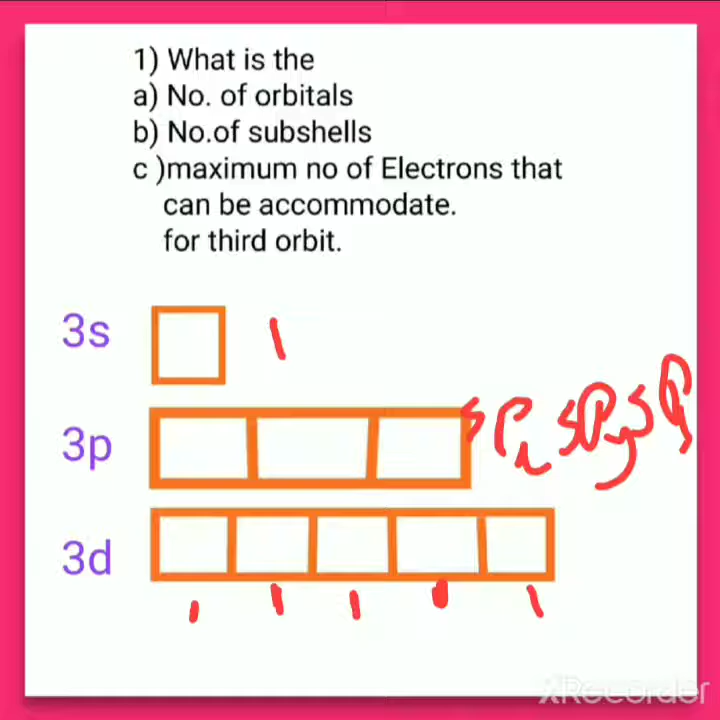 1) What is the
a) No. of orbitals
b) No.of subshells
c )maximum no of Electrons that
can be accommodate.
for third orbit.
3s 1
3p
3d
XRecorder